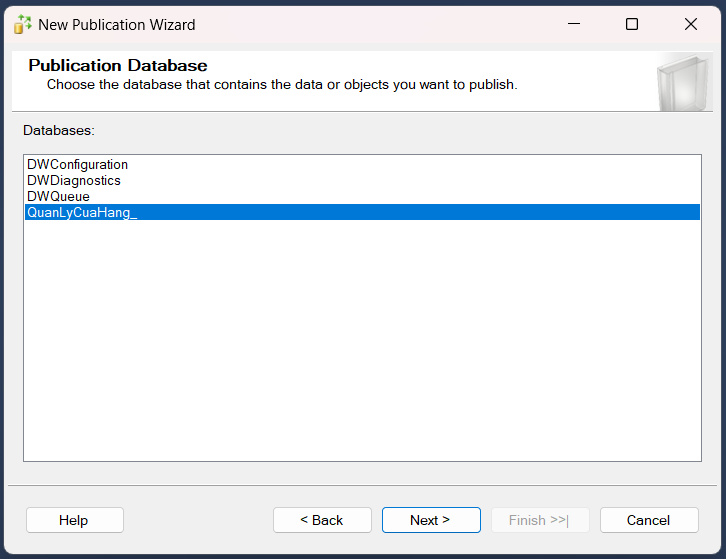 New Publication Wizard
Publication Database
Choose the database that contains the data or objects you want to publish.
Databases:
DWConfiguration
DWDiagnostics
DWQueue
QuanLyCuaHang_
Help
< Back
Next >
Finish >>|
Cancel